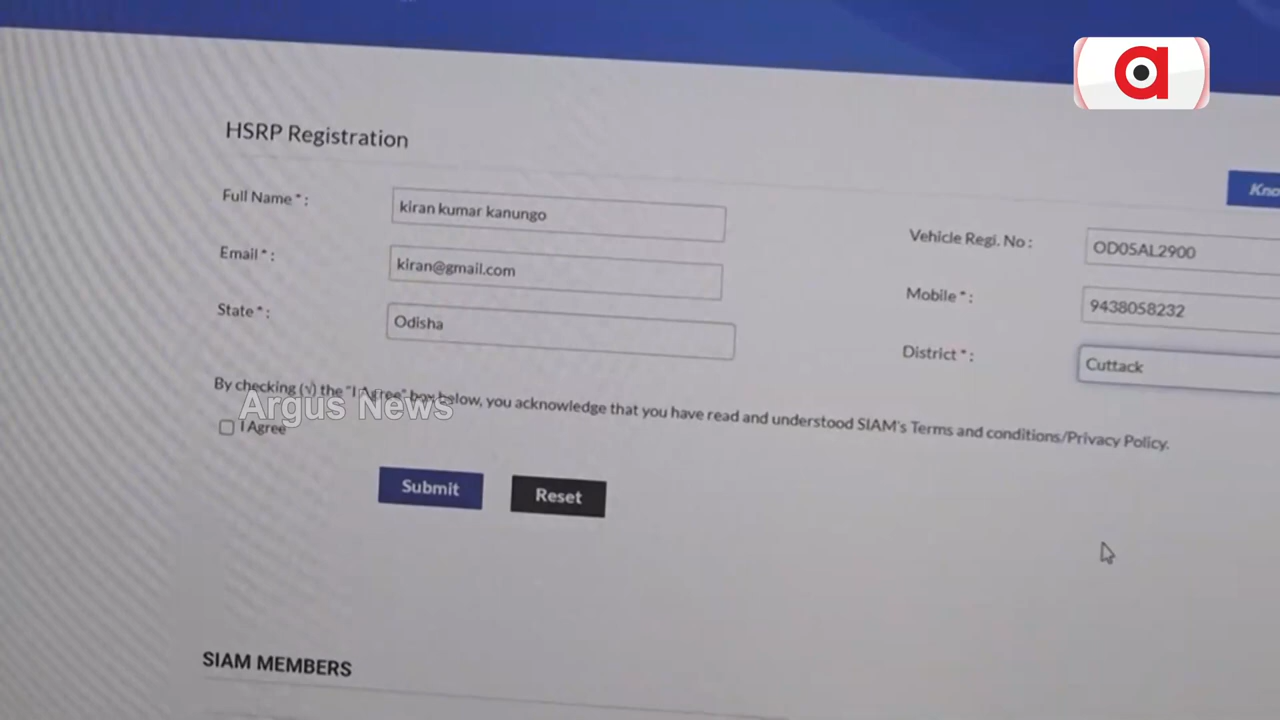 HSRP Registration
Kno
Full Name * :
kiran kumar kanungo
Vehicle Regi. No :
OD05AL2900
Email * :
kiran@gmail.com
Mobile * :
9438058232
State * :
Odisha
District * :
Cuttack
By checking (√) the "I Agree" box below, you acknowledge that you have read and understood SIAM's Terms and conditions/Privacy Policy.
Argus News
I Agree
Submit
Reset
SIAM MEMBERS